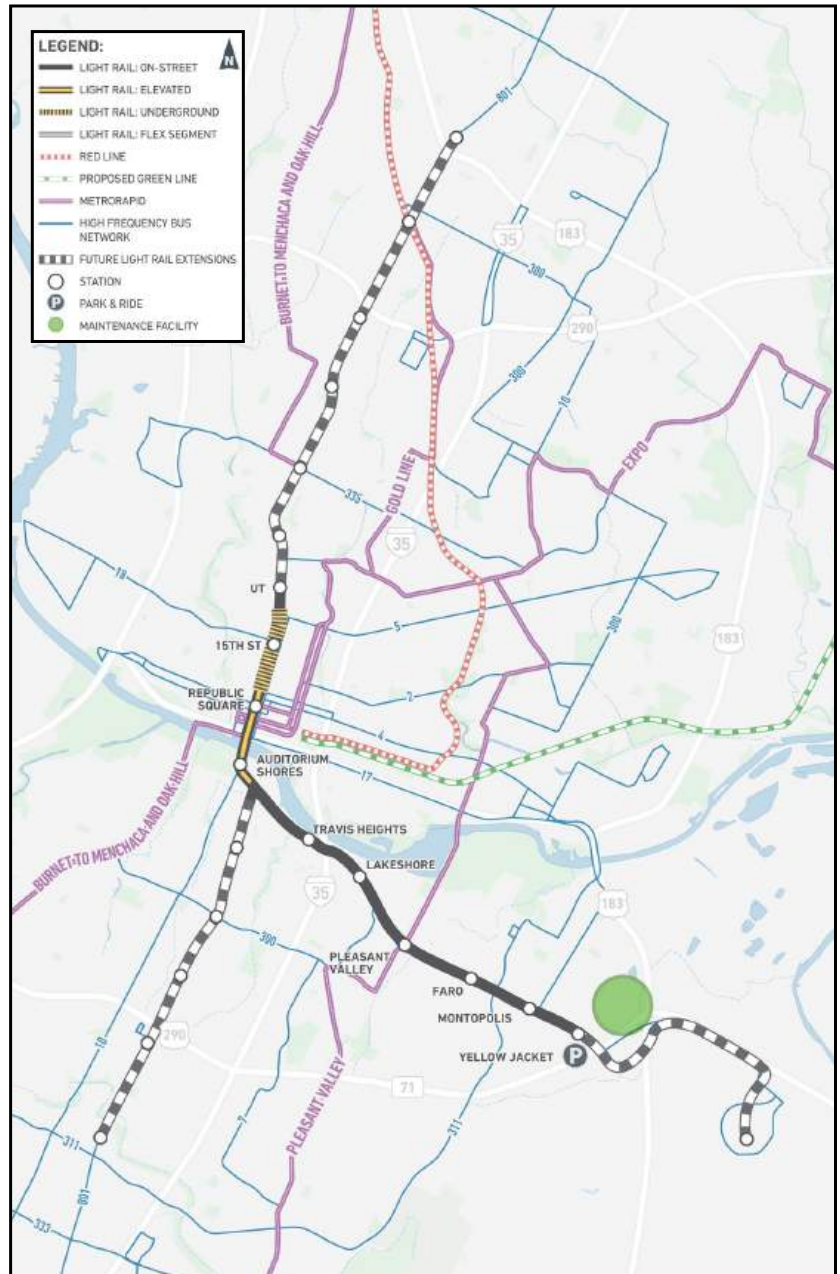 LEGEND:
N
LIGHT RAIL: ON-STREET
LIGHT RAIL: ELEVATED
LIGHT RAIL: UNDERGROUND
LIGHT RAIL: FLEX SEGMENT
RED LINE
PROPOSED GREEN LINE
METRORAPID
HIGH FREQUENCY BUS
NETWORK
FUTURE LIGHT RAIL EXTENSIONS
STATION
P
PARK & RIDE
MAINTENANCE FACILITY
801
BURNET TO MENCHACA AND OAK HILL
35
183
300
290
300
10
EXPO
GOLD LINE
335
35
UT
18
5
15TH ST
300
183
2
REPUBLIC
SQUARE
4
AUDITORIUM
SHORES
17
BURNET TO MENCHACA AND OAK HILL
TRAVIS HEIGHTS
LAKESHORE
35
183
300
PLEASANT
VALLEY
FARO
MONTOPOLIS
10
290
YELLOW JACKET
P
71
PLEASANT VALLEY
7
311
311
801
333